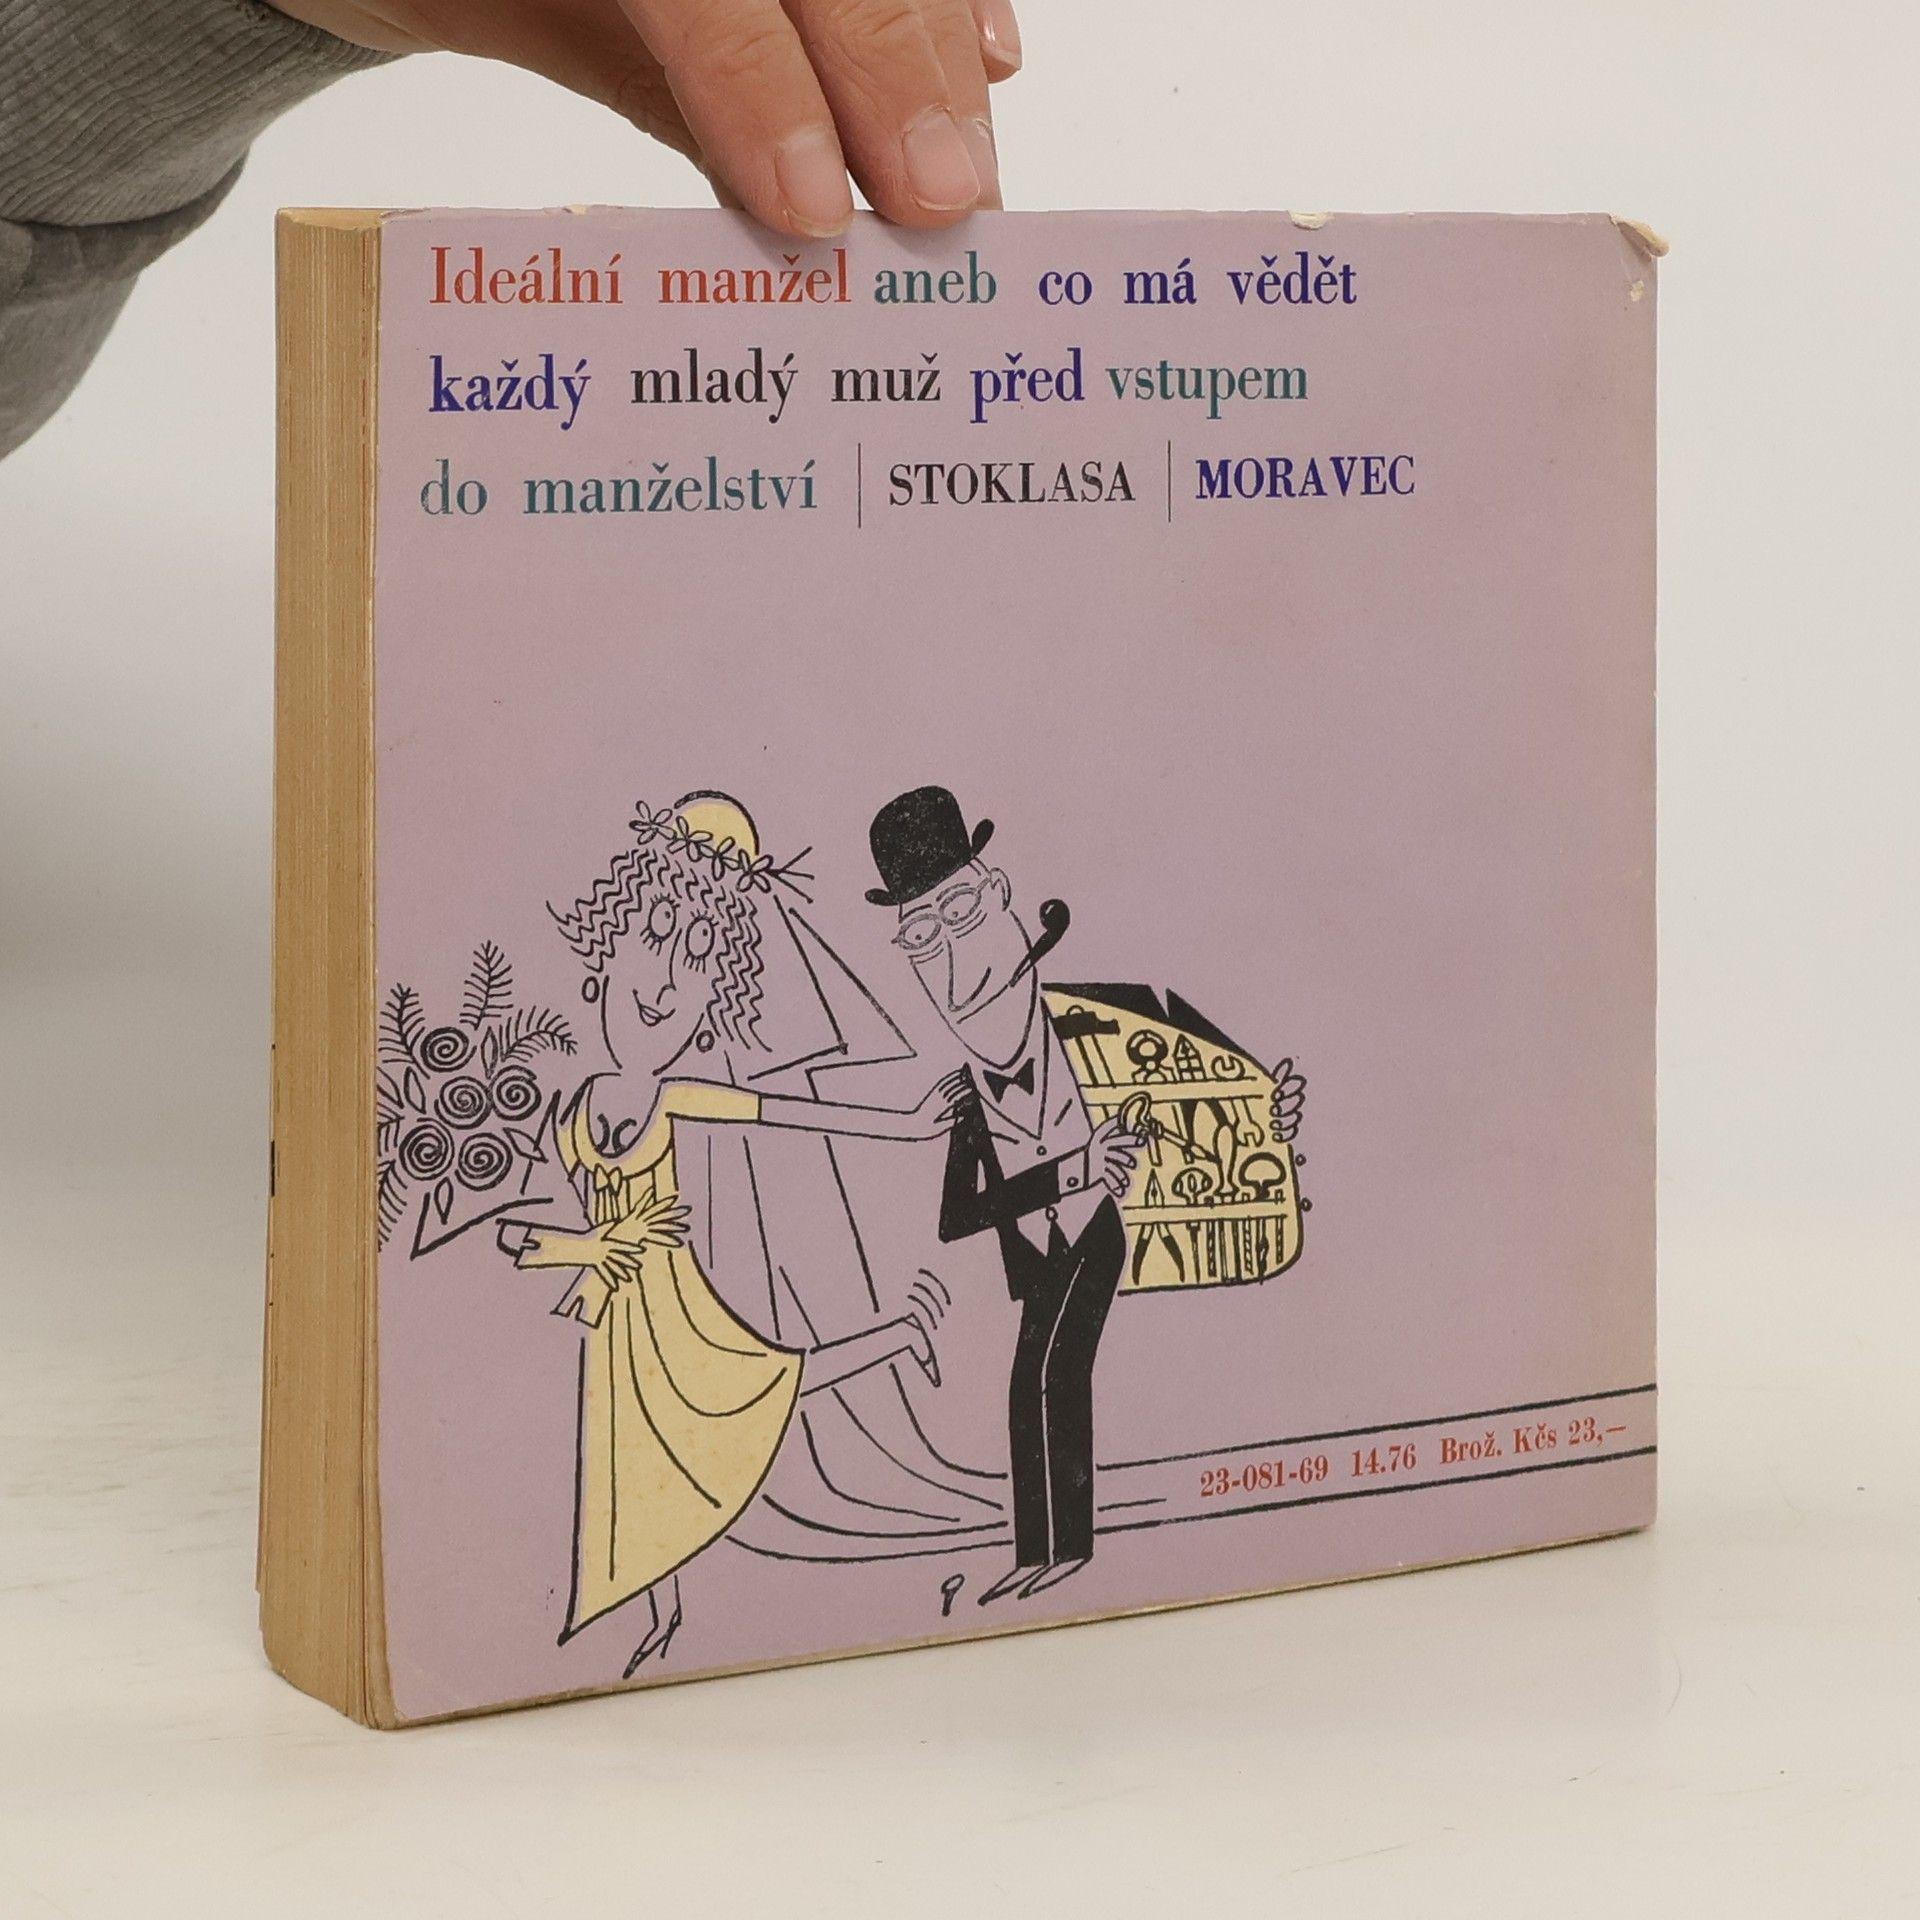 Ideální manžel aneb co má vědět
každý mladý muž před vstupem
do manželství | STOKLASA | MORAVEC
23-081-69 14.76 Brož. Kčs 23,—